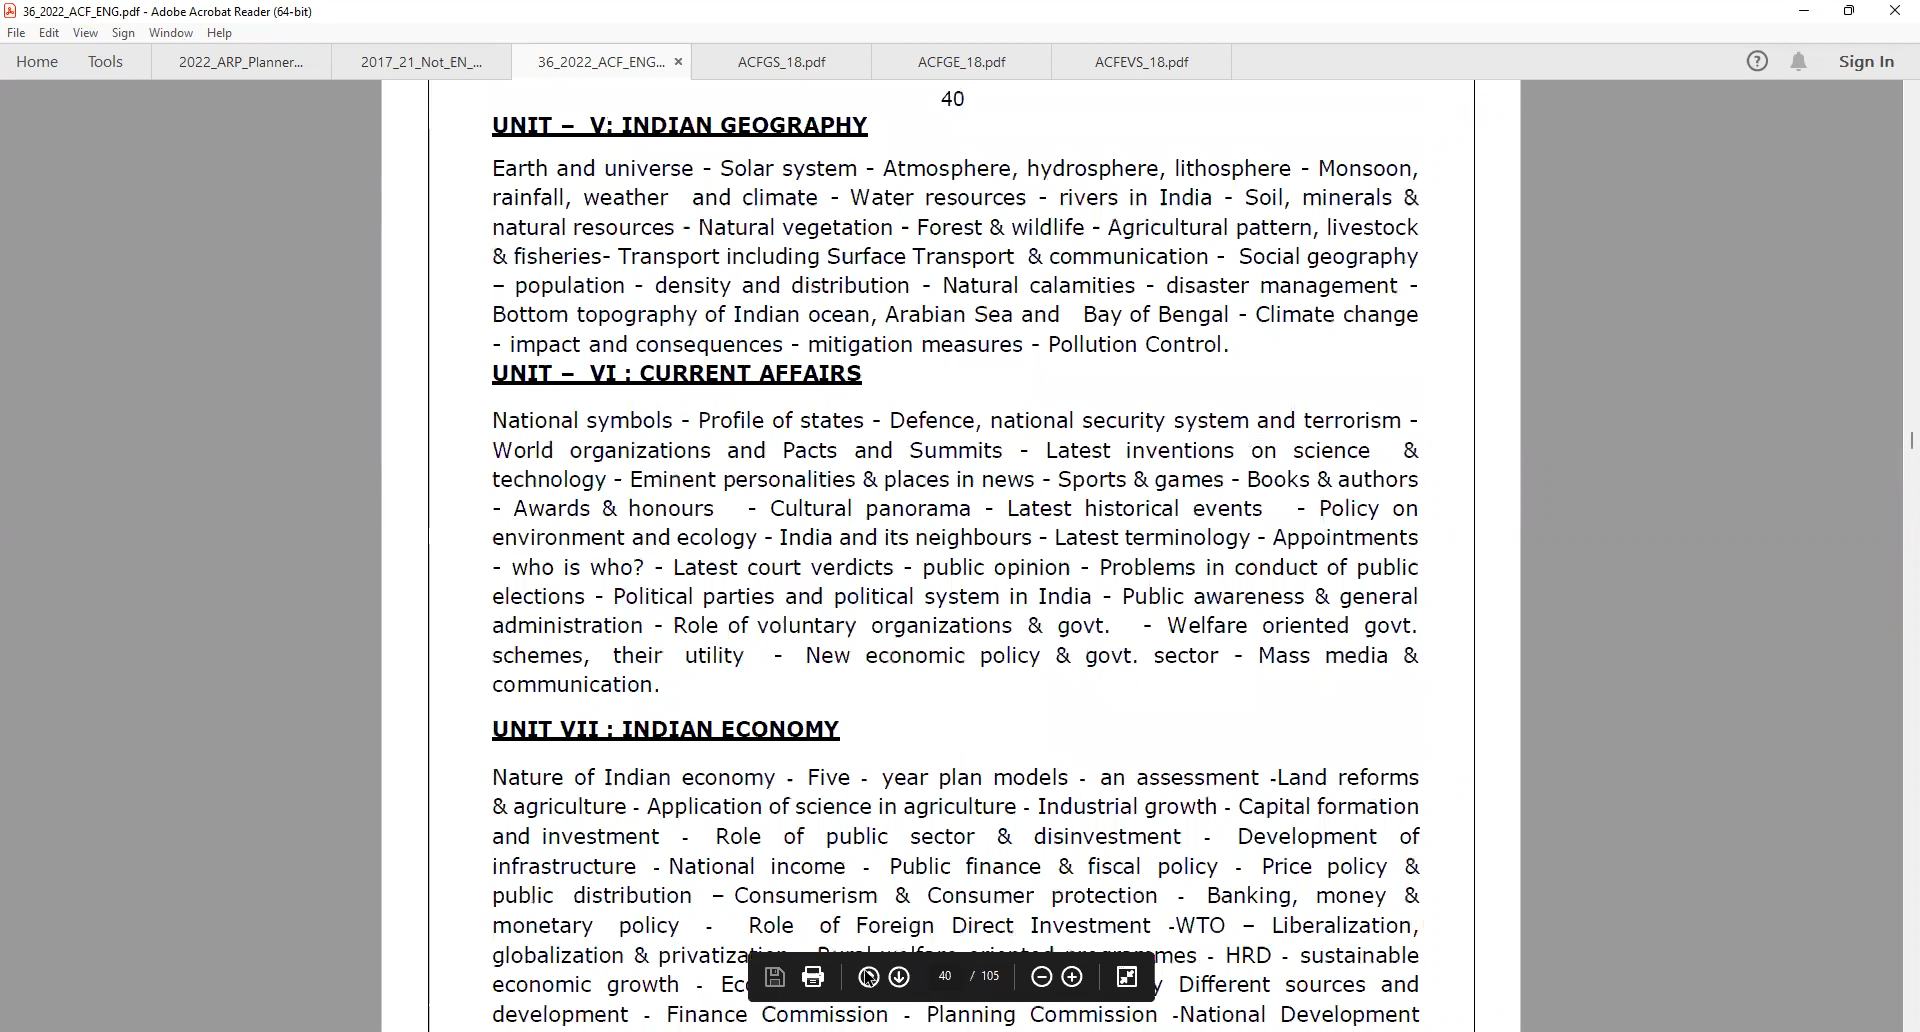 36_2022_ACF_ENG.pdf - Adobe Acrobat Reader (64-bit)
File Edit View Sign Window Help
Home Tools 2022_ARP_Planner... 2017_21_Not_EN_... 36_2022_ACF_ENG... × ACFGS_18.pdf ACFGE_18.pdf ACFEVS_18.pdf ? Sign In
40
UNIT – V: INDIAN GEOGRAPHY
Earth and universe - Solar system - Atmosphere, hydrosphere, lithosphere - Monsoon,
rainfall, weather and climate - Water resources - rivers in India - Soil, minerals &
natural resources - Natural vegetation - Forest & wildlife - Agricultural pattern, livestock
& fisheries- Transport including Surface Transport & communication - Social geography
– population - density and distribution - Natural calamities - disaster management -
Bottom topography of Indian ocean, Arabian Sea and Bay of Bengal - Climate change
- impact and consequences - mitigation measures - Pollution Control.
UNIT – VI : CURRENT AFFAIRS
National symbols - Profile of states - Defence, national security system and terrorism -
World organizations and Pacts and Summits - Latest inventions on science &
technology - Eminent personalities & places in news - Sports & games - Books & authors
- Awards & honours - Cultural panorama - Latest historical events - Policy on
environment and ecology - India and its neighbours - Latest terminology - Appointments
- who is who? - Latest court verdicts - public opinion - Problems in conduct of public
elections - Political parties and political system in India - Public awareness & general
administration - Role of voluntary organizations & govt. - Welfare oriented govt.
schemes, their utility - New economic policy & govt. sector - Mass media &
communication.
UNIT VII : INDIAN ECONOMY
Nature of Indian economy - Five - year plan models - an assessment -Land reforms
& agriculture - Application of science in agriculture - Industrial growth - Capital formation
and investment - Role of public sector & disinvestment - Development of
infrastructure - National income - Public finance & fiscal policy - Price policy &
public distribution – Consumerism & Consumer protection - Banking, money &
monetary policy - Role of Foreign Direct Investment -WTO – Liberalization,
globalization & - HRD - sustainable
economic growth - Different sources and
40 / 105
development - Finance Commission - Planning Commission -National Development